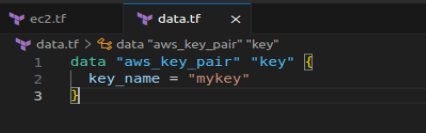 ec2.tf data.tf ×
data.tf > data "aws_key_pair" "key"
1 data "aws_key_pair" "key" {
2 key_name = "mykey"
3 }